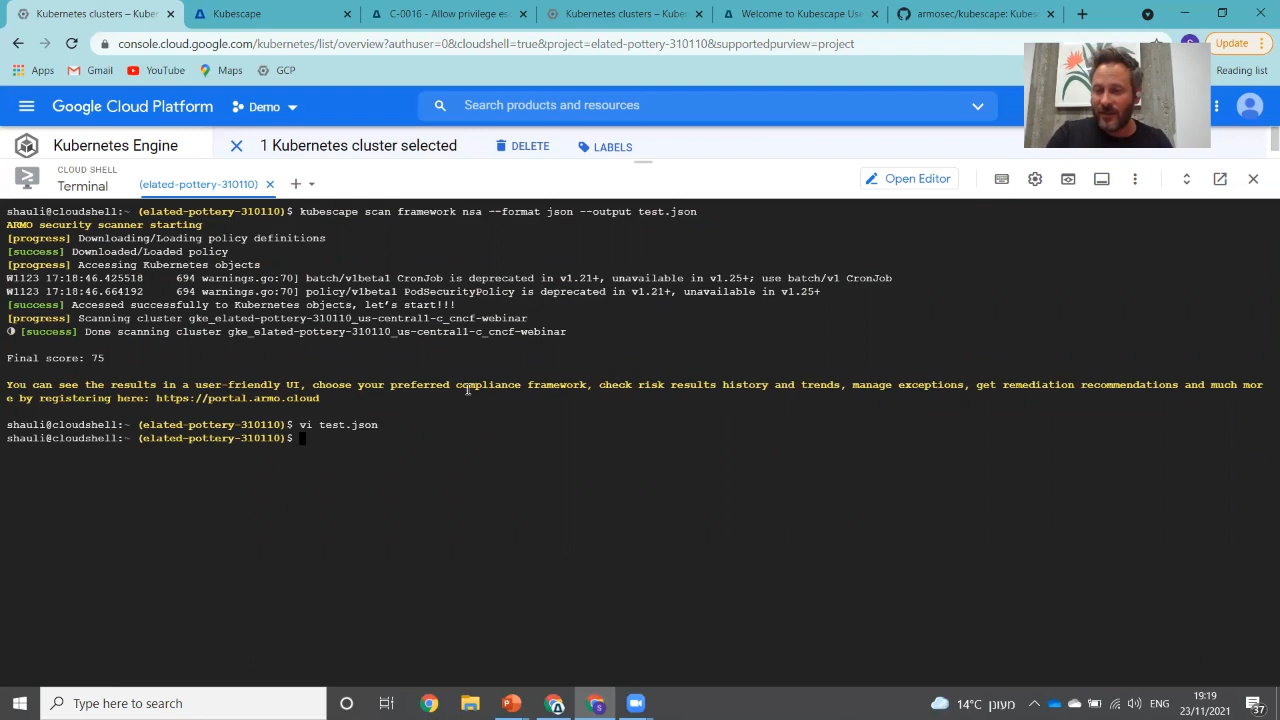 Kubernetes clusters – Kube
Kubescape
C-0016 - Allow privilege esc
Kubernetes clusters – Kube
Welcome to Kubescape Use
armosec/kubescape: Kube
console.cloud.google.com/kubernetes/list/overview?authuser=0&cloudshell=true&project=elated-pottery-310110&supportedpurview=project
Update
Apps
Gmail
YouTube
Maps
GCP
Reading list
Google Cloud Platform
Demo
Search products and resources
Kubernetes Engine
1 Kubernetes cluster selected
DELETE
LABELS
CLOUD SHELL
Terminal
(elated-pottery-310110)
Open Editor
shauli@cloudshell:~ (elated-pottery-310110)$ kubescape scan framework nsa --format json --output test.json
ARMO security scanner starting
[progress] Downloading/Loading policy definitions
[success] Downloaded/Loaded policy
[progress] Accessing Kubernetes objects
W1123 17:18:46.425518     694 warnings.go:70] batch/v1beta1 CronJob is deprecated in v1.21+, unavailable in v1.25+; use batch/v1 CronJob
W1123 17:18:46.664192     694 warnings.go:70] policy/v1beta1 PodSecurityPolicy is deprecated in v1.21+, unavailable in v1.25+
[success] Accessed successfully to Kubernetes objects, let's start!!!
[progress] Scanning cluster gke_elated-pottery-310110_us-central1-c_cncf-webinar
[success] Done scanning cluster gke_elated-pottery-310110_us-central1-c_cncf-webinar
Final score: 75
You can see the results in a user-friendly UI, choose your preferred compliance framework, check risk results history and trends, manage exceptions, get remediation recommendations and much mor
e by registering here: https://portal.armo.cloud
shauli@cloudshell:~ (elated-pottery-310110)$ vi test.json
shauli@cloudshell:~ (elated-pottery-310110)$
Type here to search
14°C מעונן
ENG
19:19
23/11/2021
37